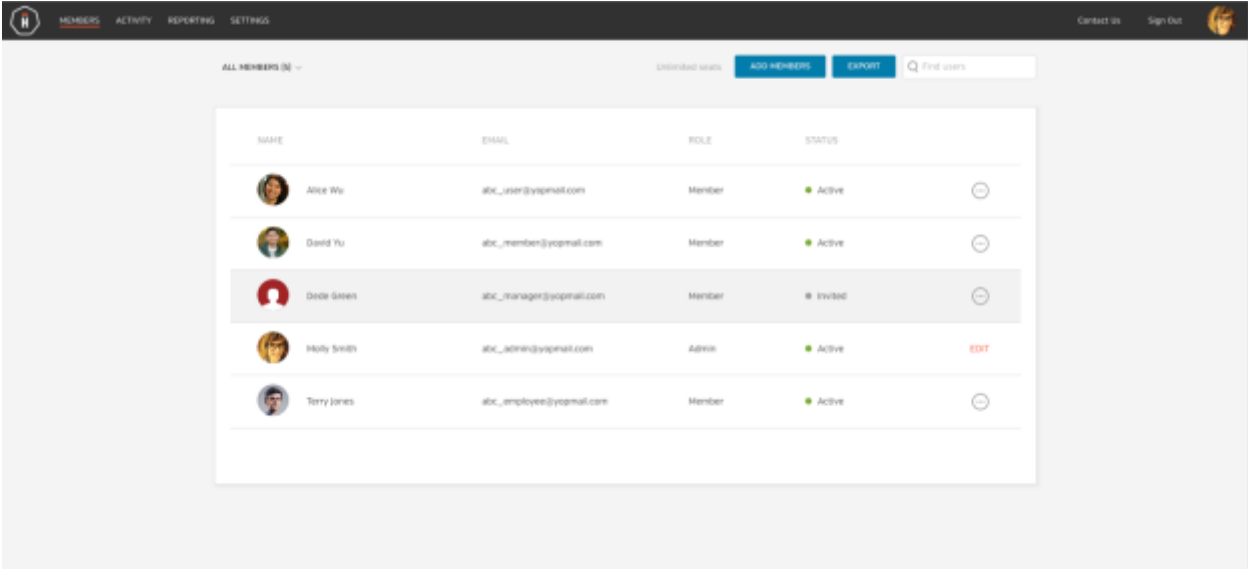 H MEMBERS ACTIVITY REPORTING SETTINGS Contact Us Sign Out
ALL MEMBERS (5) Unlimited seats ADD MEMBERS EXPORT Find users
NAME EMAIL ROLE STATUS
Alice Wu abc_user@yopmail.com Member Active
David Yu abc_member@yopmail.com Member Active
Dede Green abc_manager@yopmail.com Member Invited
Molly Smith abc_admin@yopmail.com Admin Active EDIT
Terry Jones abc_employee@yopmail.com Member Active